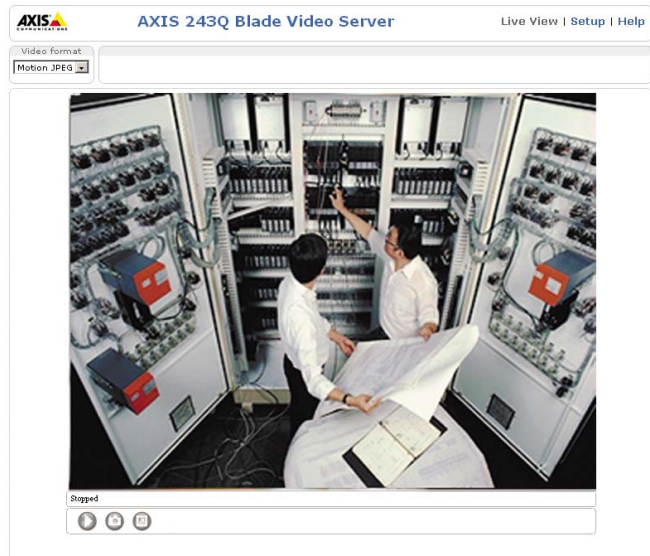 AXIS
COMMUNICATIONS
AXIS 243Q Blade Video Server
Live View | Setup | Help
Video format
Motion JPEG
Stopped